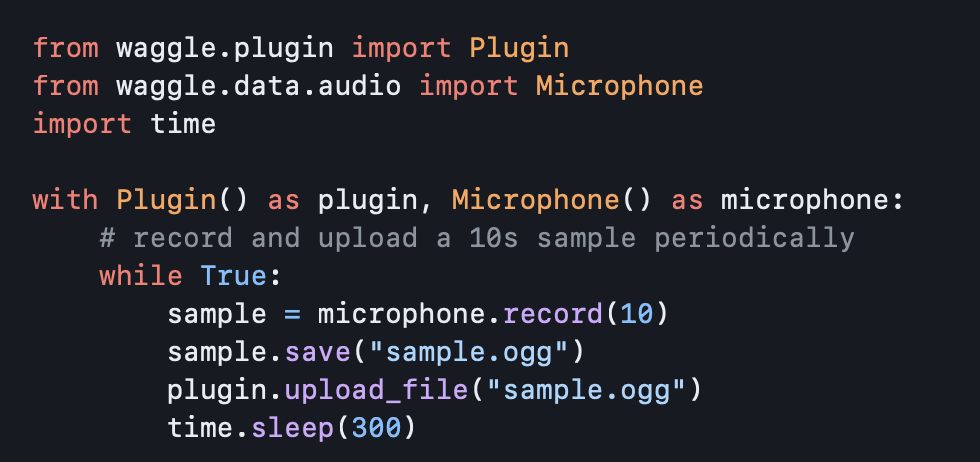 from waggle.plugin import Plugin
from waggle.data.audio import Microphone
import time

with Plugin() as plugin, Microphone() as microphone:
    # record and upload a 10s sample periodically
    while True:
        sample = microphone.record(10)
        sample.save("sample.ogg")
        plugin.upload_file("sample.ogg")
        time.sleep(300)